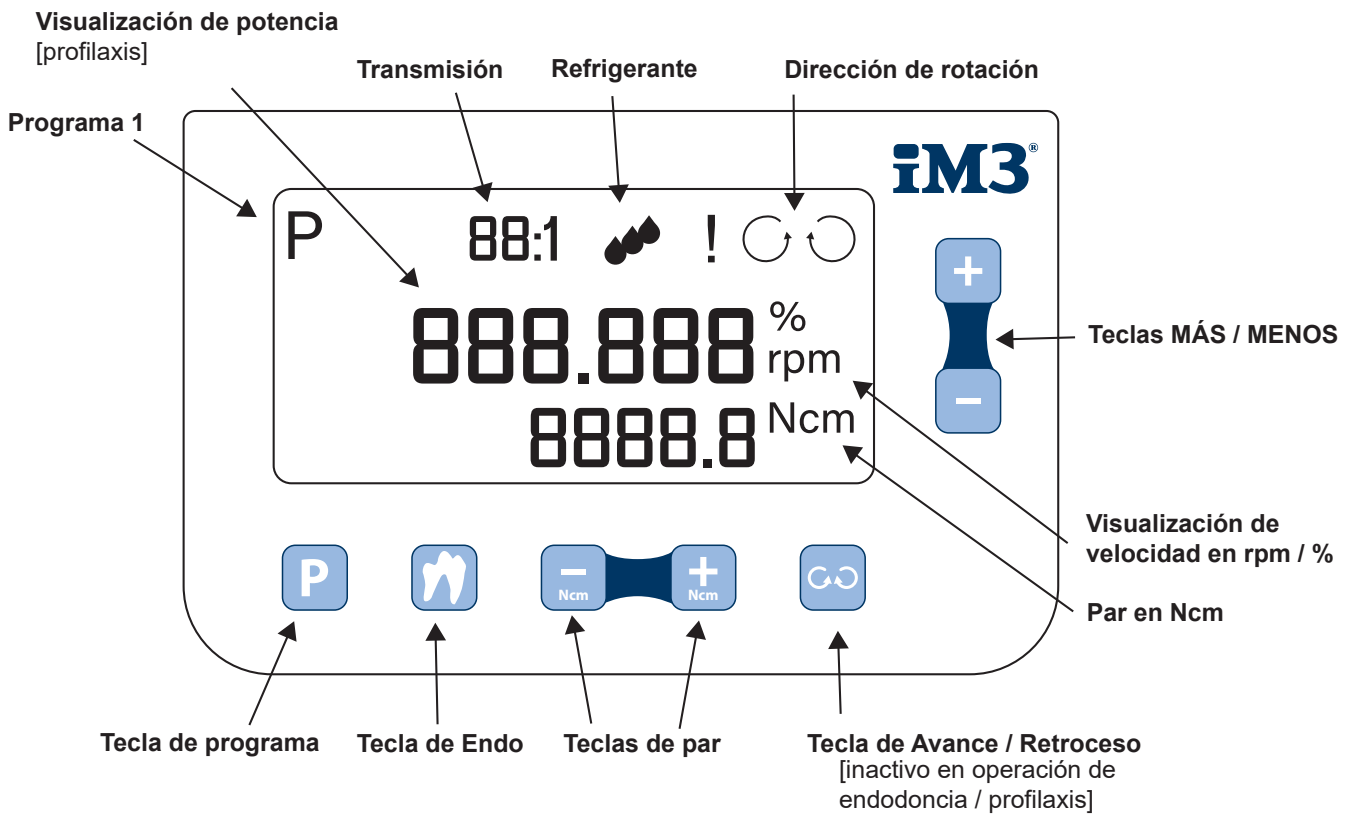 Visualización de potencia
[profilaxis]
Transmisión
Refrigerante
Dirección de rotación
Programa 1
iM3®
P
88:1
!
888.888
%
rpm
8888.8
Ncm
+
−
Teclas MÁS / MENOS
Visualización de
velocidad en rpm / %
Par en Ncm
P
−
Ncm
+
Ncm
Tecla de programa
Tecla de Endo
Teclas de par
Tecla de Avance / Retroceso
[inactivo en operación de
endodoncia / profilaxis]